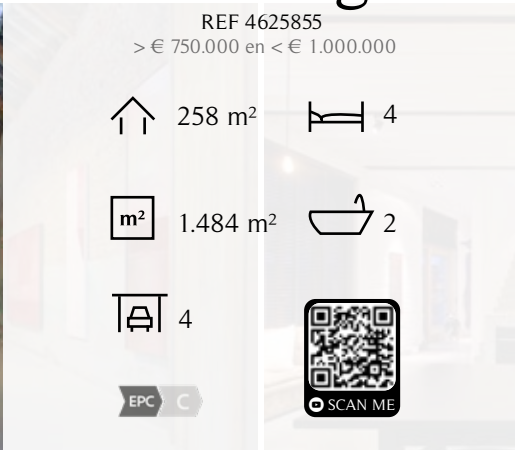 REF 4625855
> € 750.000 en < € 1.000.000
258 m²
4
m²
1.484 m²
2
4
EPC C
SCAN ME